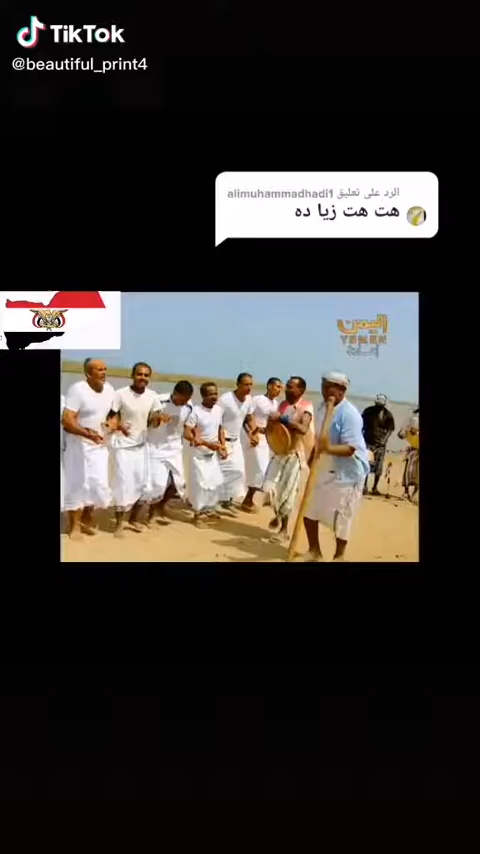 TikTok
@beautiful_print4
الرد على تعليق alimuhammadhadi1
هت هت زيا ده
اليمن
YEMEN